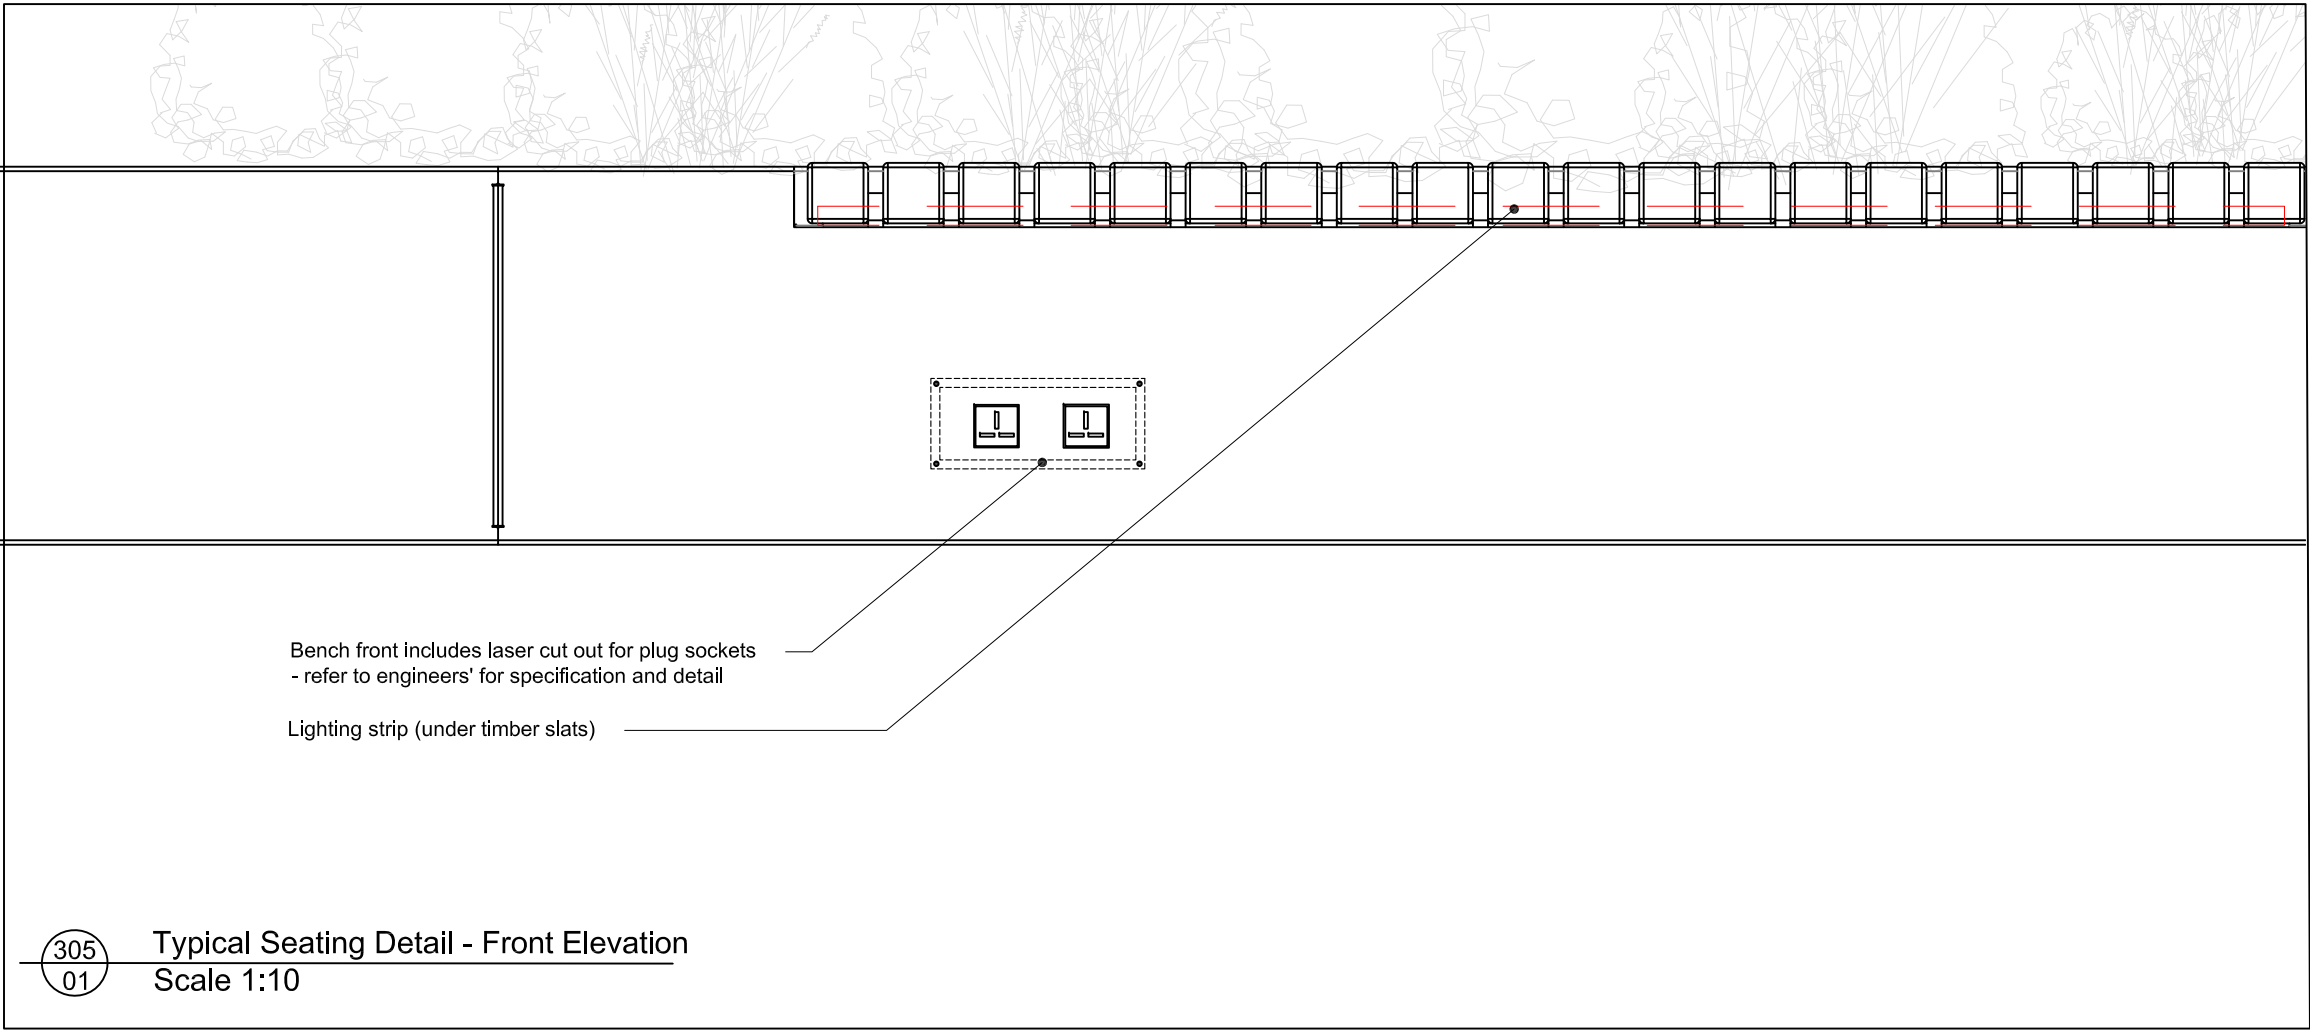 Bench front includes laser cut out for plug sockets
- refer to engineers' for specification and detail
Lighting strip (under timber slats)
305
01
Typical Seating Detail - Front Elevation
Scale 1:10